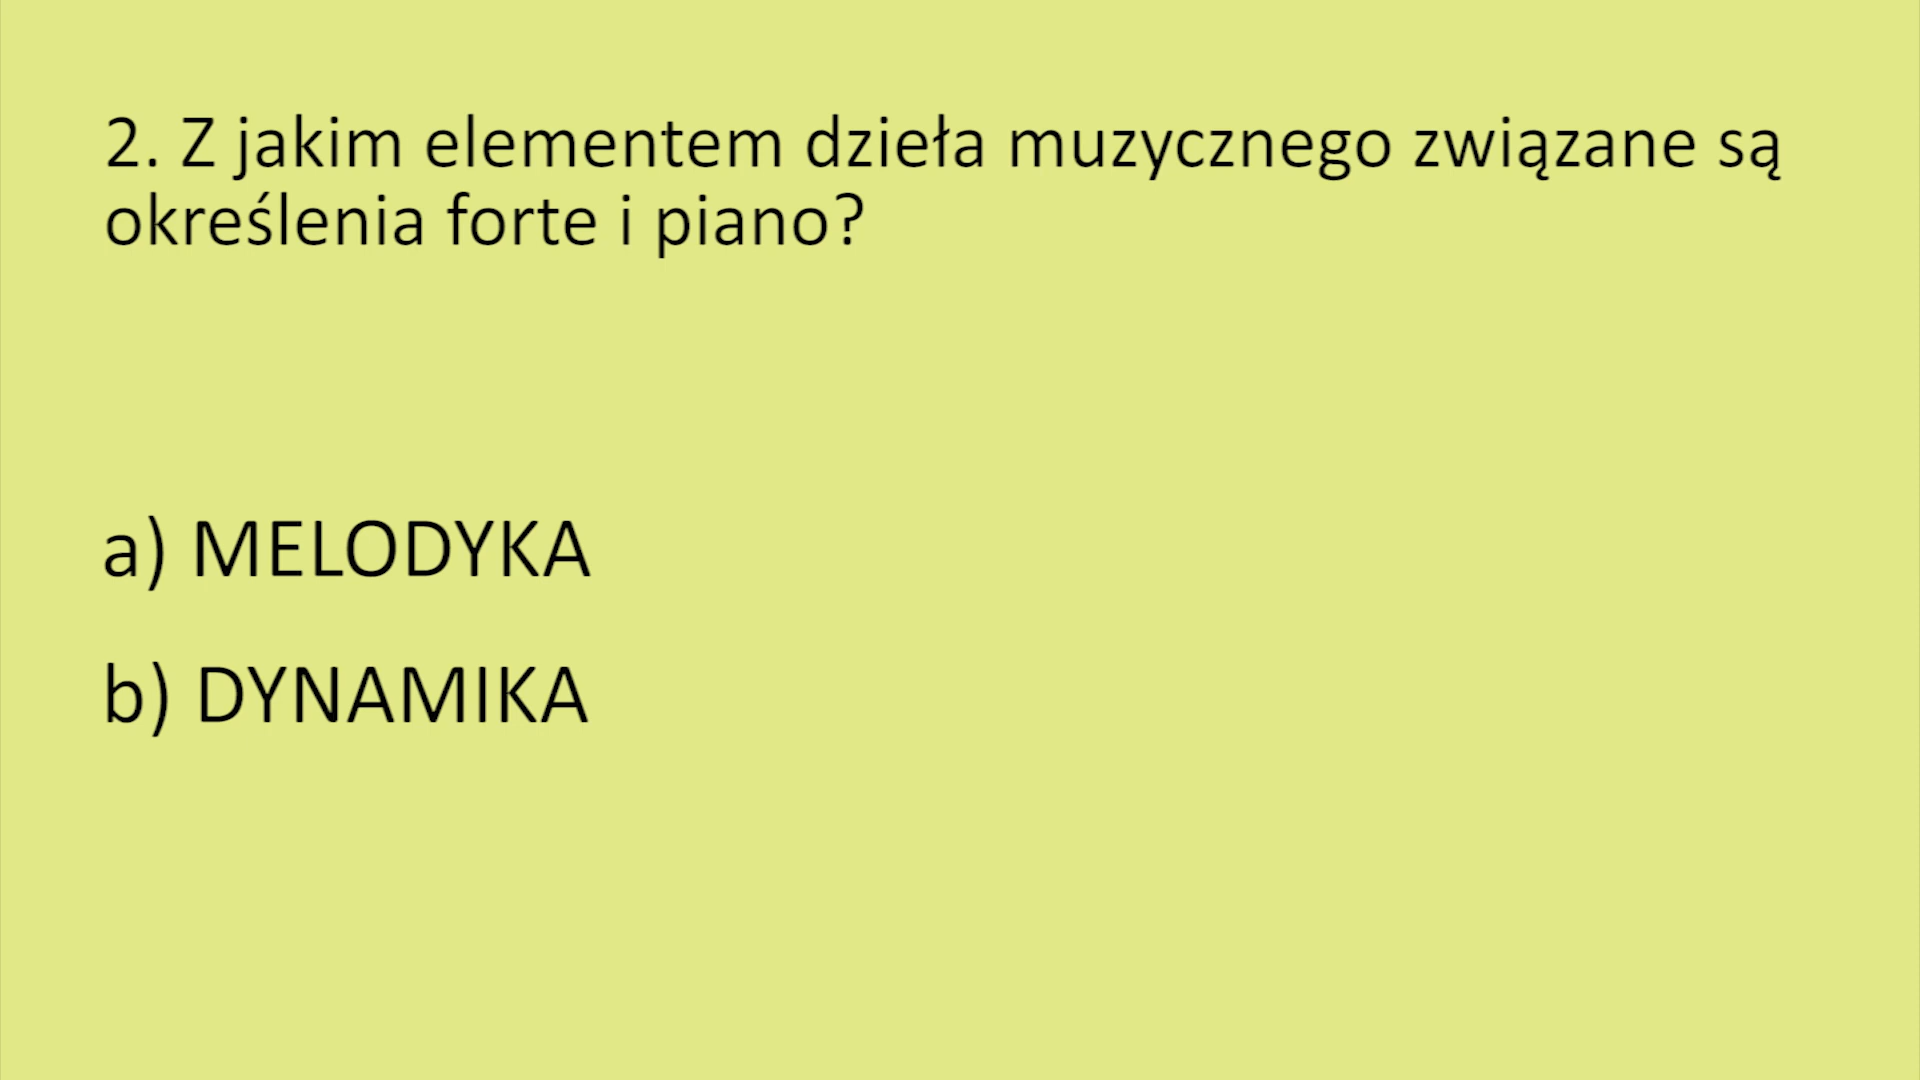 2. Z jakim elementem dzieła muzycznego związane są
określenia forte i piano?
a) MELODYKA
b) DYNAMIKA